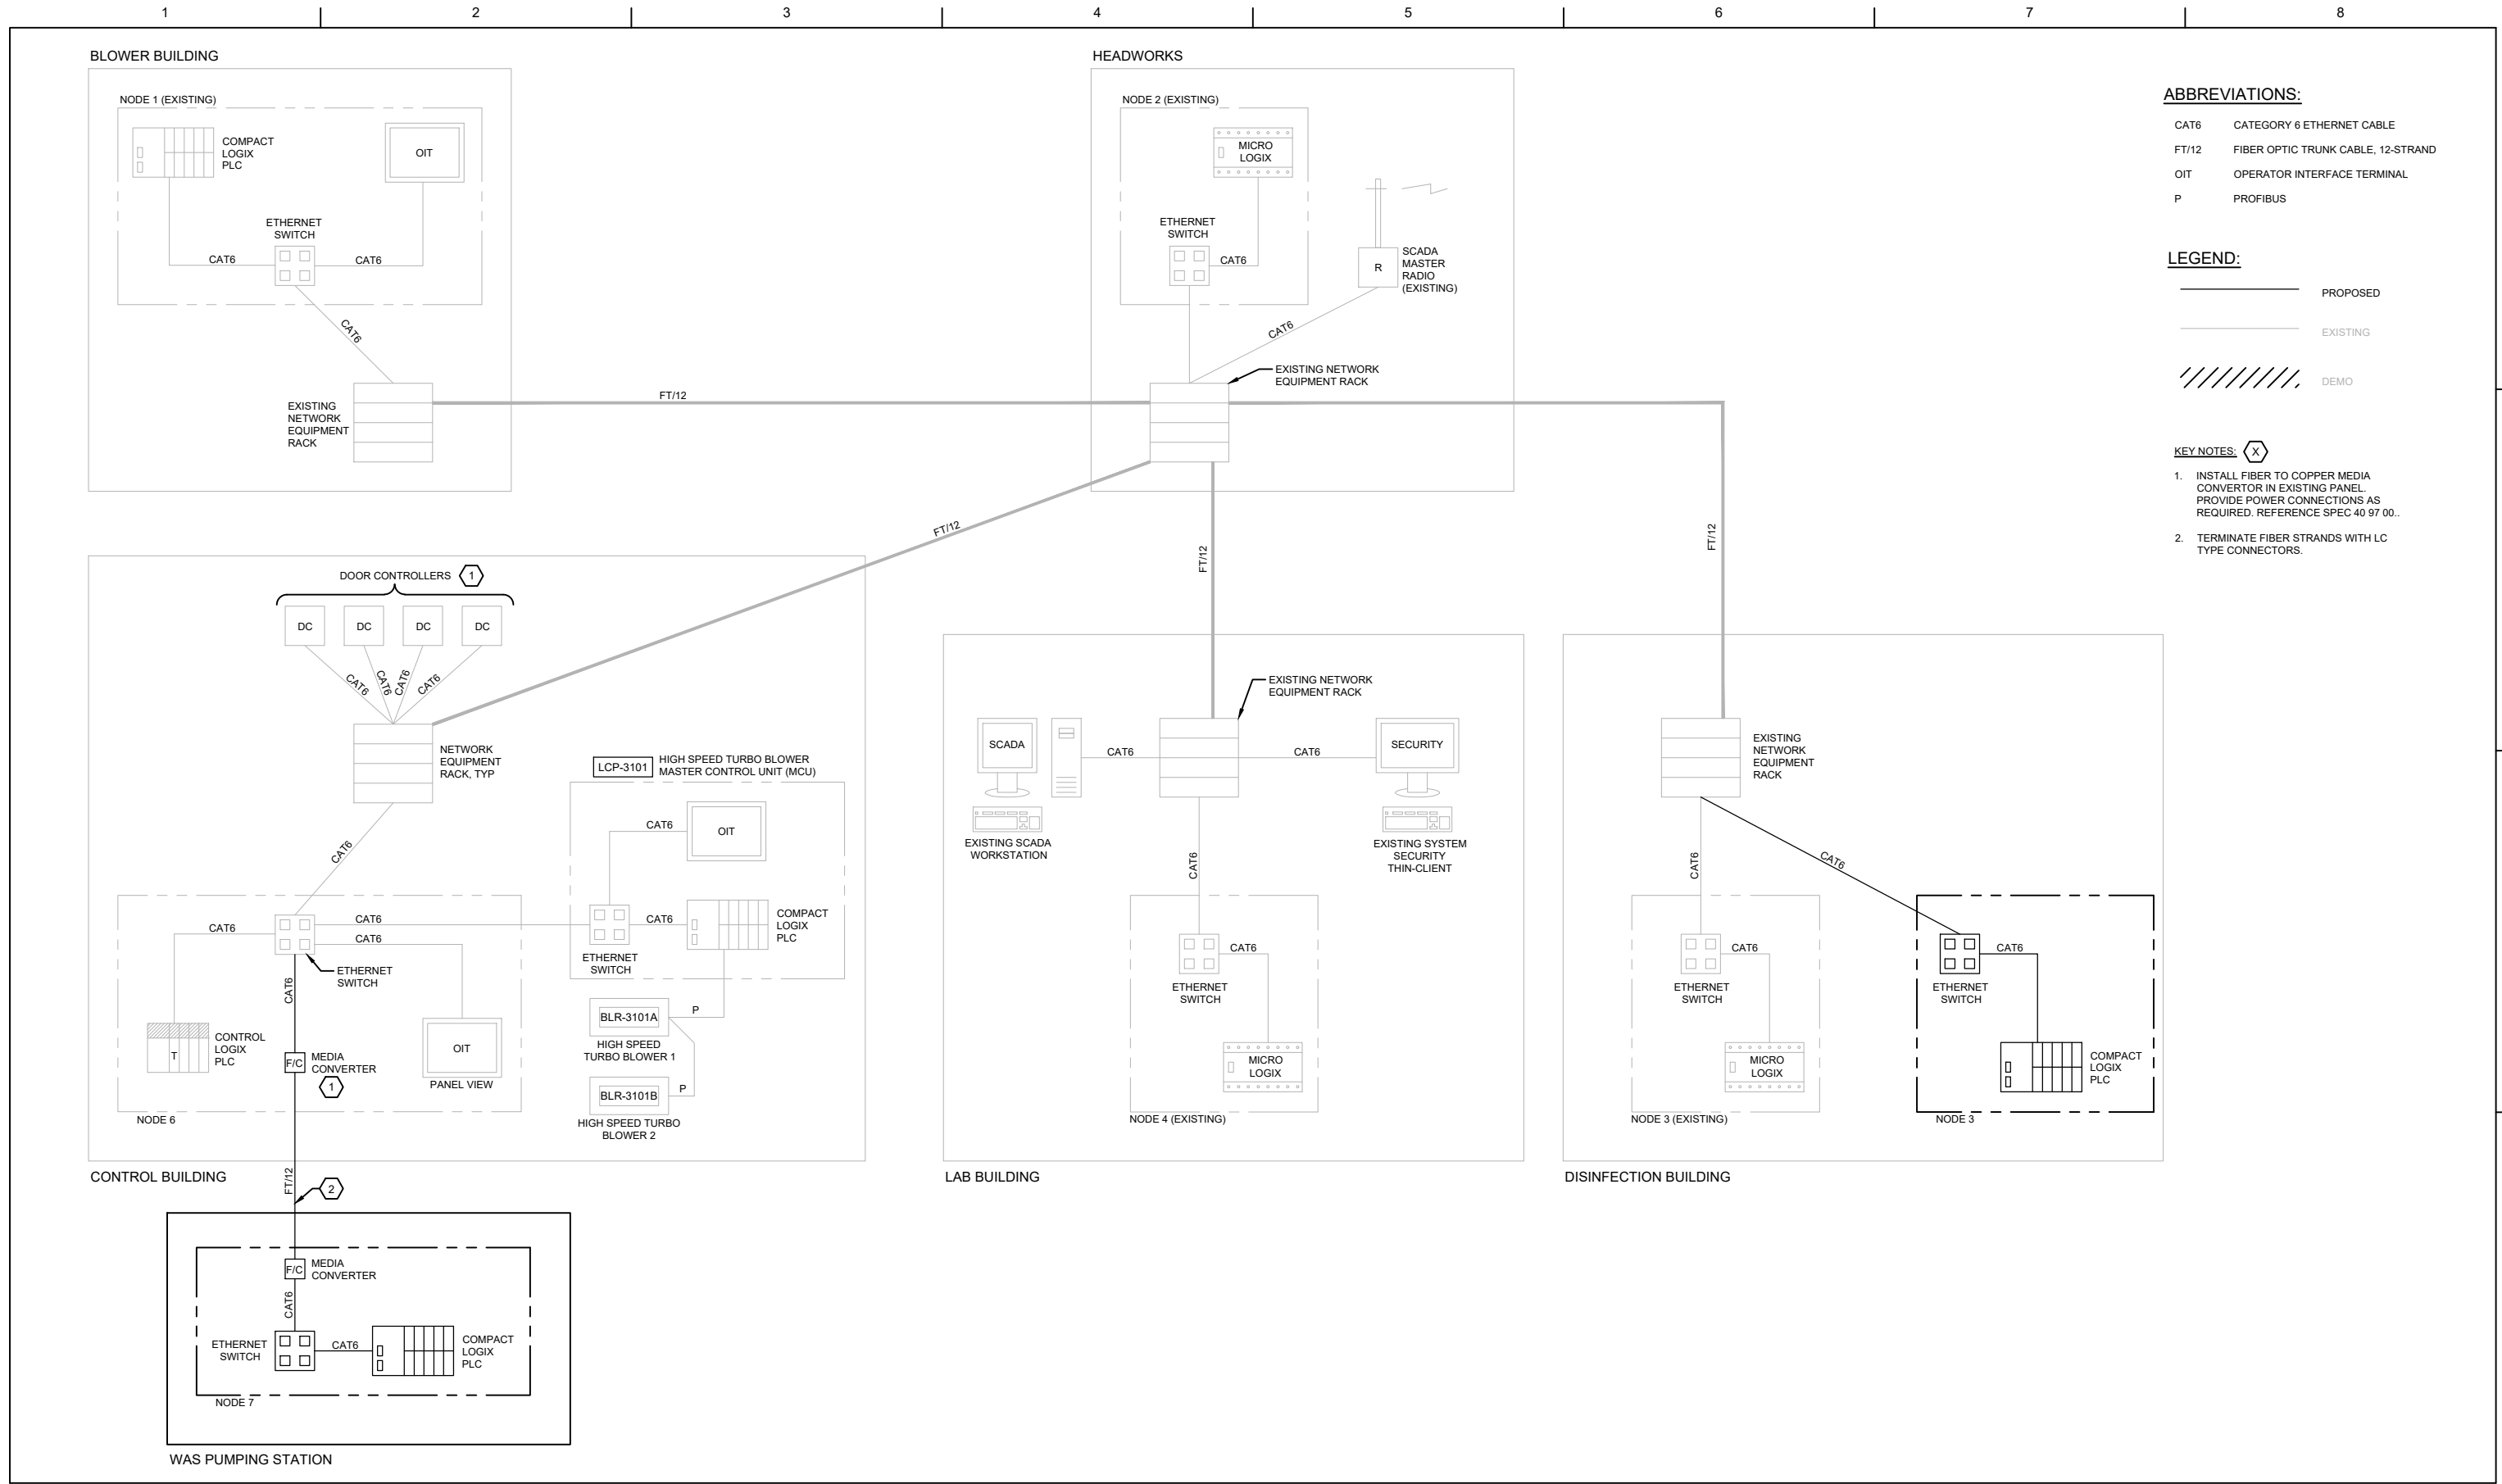 1
2
3
4
5
6
7
8
BLOWER BUILDING
NODE 1 (EXISTING)
COMPACT
LOGIX
PLC
OIT
ETHERNET
SWITCH
CAT6
CAT6
CAT6
EXISTING
NETWORK
EQUIPMENT
RACK
FT/12
HEADWORKS
NODE 2 (EXISTING)
MICRO
LOGIX
ETHERNET
SWITCH
CAT6
R
SCADA
MASTER
RADIO
(EXISTING)
CAT6
EXISTING NETWORK
EQUIPMENT RACK
FT/12
FT/12
FT/12
ABBREVIATIONS:
CAT6 CATEGORY 6 ETHERNET CABLE
FT/12 FIBER OPTIC TRUNK CABLE, 12-STRAND
OIT OPERATOR INTERFACE TERMINAL
P PROFIBUS
LEGEND:
PROPOSED
EXISTING
DEMO
KEY NOTES: X
1. INSTALL FIBER TO COPPER MEDIA
CONVERTOR IN EXISTING PANEL.
PROVIDE POWER CONNECTIONS AS
REQUIRED. REFERENCE SPEC 40 97 00..
2. TERMINATE FIBER STRANDS WITH LC
TYPE CONNECTORS.
DOOR CONTROLLERS 1
DC
DC
DC
DC
CAT6
CAT6
CAT6
CAT6
NETWORK
EQUIPMENT
RACK, TYP
CAT6
LCP-3101
HIGH SPEED TURBO BLOWER
MASTER CONTROL UNIT (MCU)
CAT6
OIT
CAT6
COMPACT
LOGIX
PLC
ETHERNET
SWITCH
CAT6
CAT6
CAT6
ETHERNET
SWITCH
CAT6
T
CONTROL
LOGIX
PLC
F/C
MEDIA
CONVERTER
1
OIT
PANEL VIEW
NODE 6
P
BLR-3101A
HIGH SPEED
TURBO BLOWER 1
P
BLR-3101B
HIGH SPEED TURBO
BLOWER 2
CONTROL BUILDING
FT/12
2
F/C
MEDIA
CONVERTER
CAT6
ETHERNET
SWITCH
CAT6
COMPACT
LOGIX
PLC
NODE 7
WAS PUMPING STATION
EXISTING NETWORK
EQUIPMENT RACK
SCADA
CAT6
CAT6
SECURITY
EXISTING SCADA
WORKSTATION
EXISTING SYSTEM
SECURITY
THIN-CLIENT
CAT6
CAT6
ETHERNET
SWITCH
MICRO
LOGIX
NODE 4 (EXISTING)
LAB BUILDING
EXISTING
NETWORK
EQUIPMENT
RACK
CAT6
CAT6
CAT6
ETHERNET
SWITCH
MICRO
LOGIX
NODE 3 (EXISTING)
CAT6
ETHERNET
SWITCH
COMPACT
LOGIX
PLC
NODE 3
DISINFECTION BUILDING